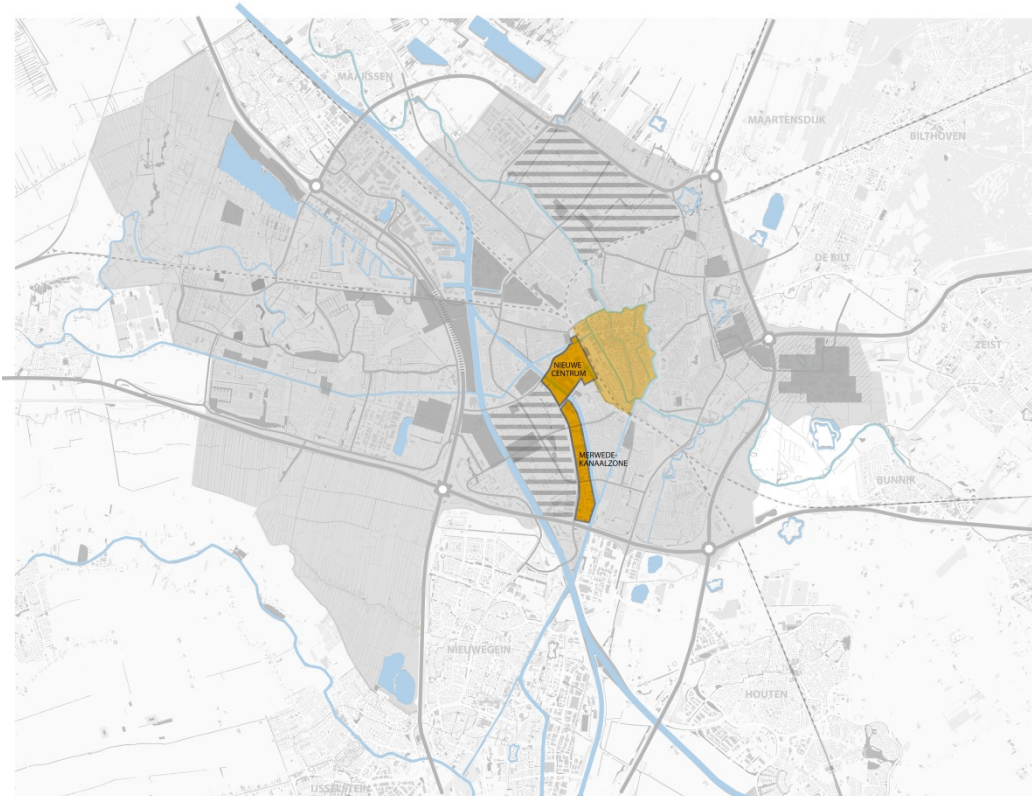 MAARSSEN
MAARTENSDIJK
BILTHOVEN
DE BILT
ZEIST
NIEUWE
CENTRUM
MERWEDE-
KANAALZONE
BUNNIK
NIEUWEGEIN
HOUTEN
IJSSELSTEIN